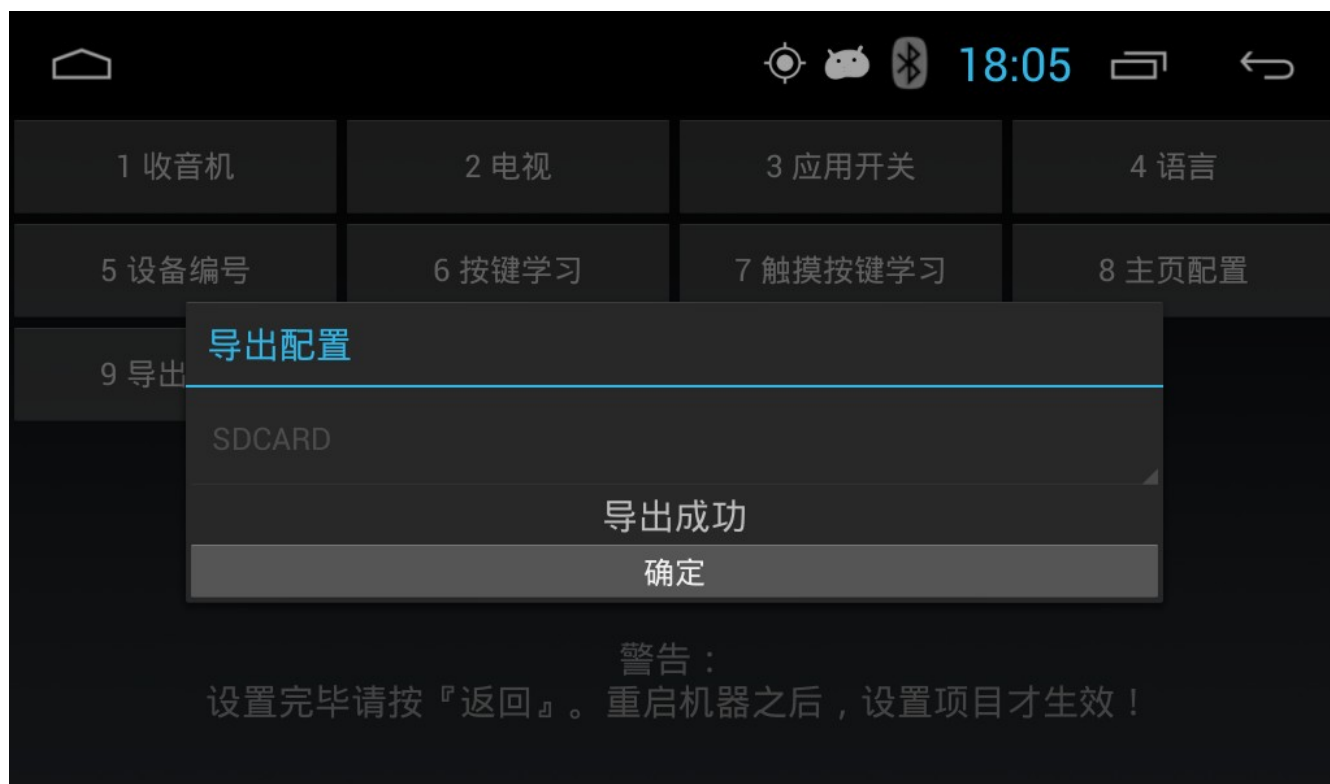 18:05
1 收音机
2 电视
3 应用开关
4 语言
5 设备编号
6 按键学习
7 触摸按键学习
8 主页配置
9 导出
导出配置
SDCARD
导出成功
确定
警告：
设置完毕请按『返回』。重启机器之后，设置项目才生效！